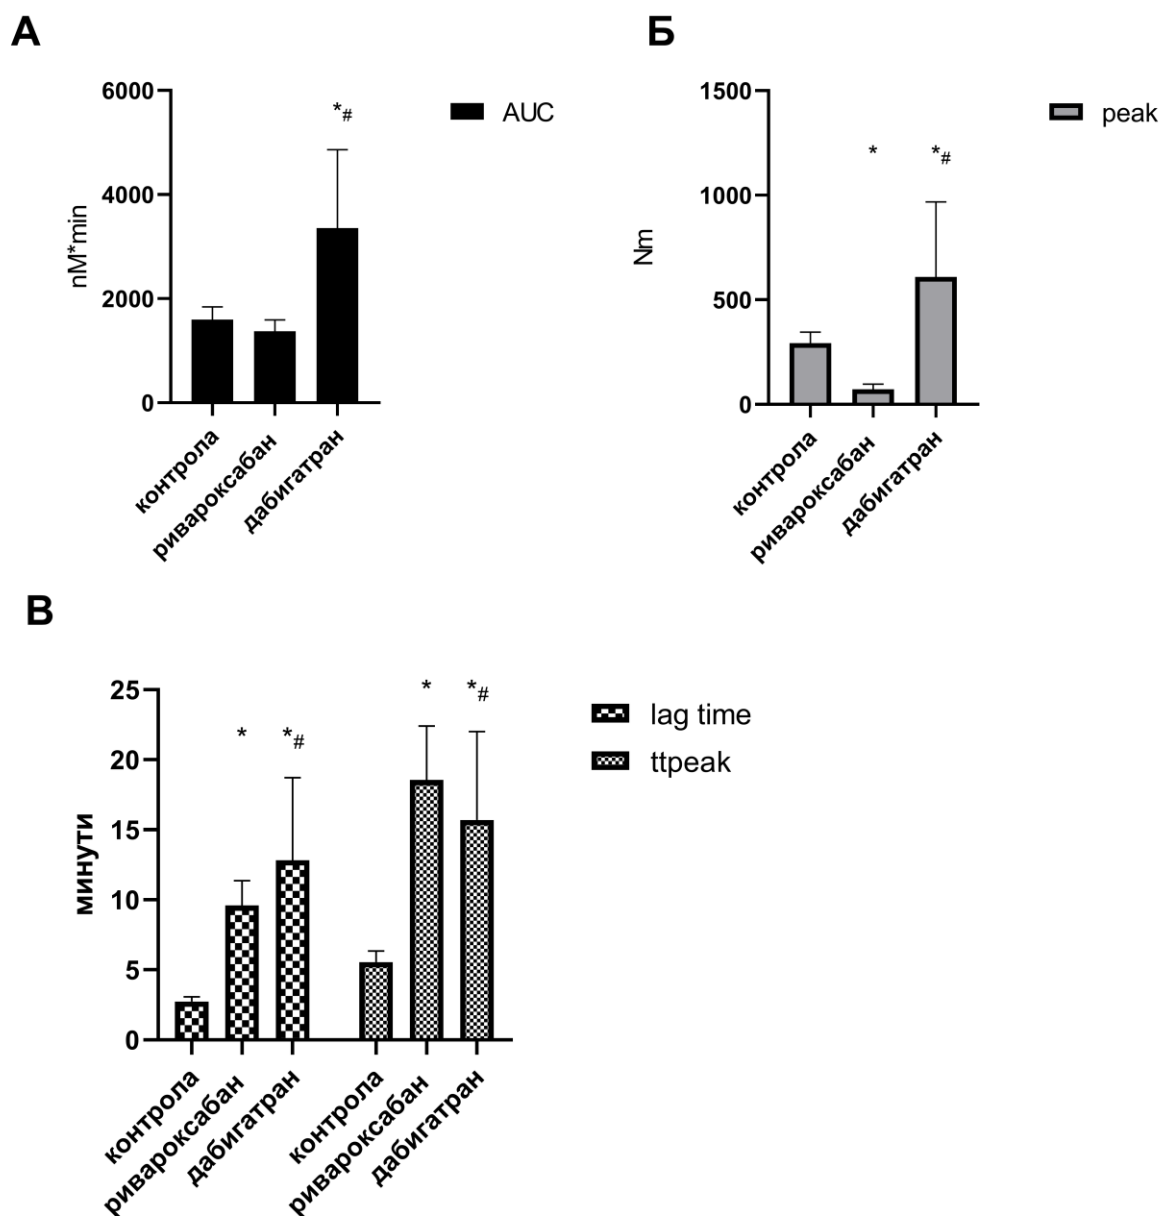 А
Б
6000
4000
2000
0
nM*min
*#
AUC
контрола
ривароксабан
дабигатран
1500
1000
500
0
Nm
*
*#
peak
контрола
ривароксабан
дабигатран
В
25
20
15
10
5
0
минути
*
*#
*
*#
lag time
ttpeak
контрола
ривароксабан
дабигатран
контрола
ривароксабан
дабигатран